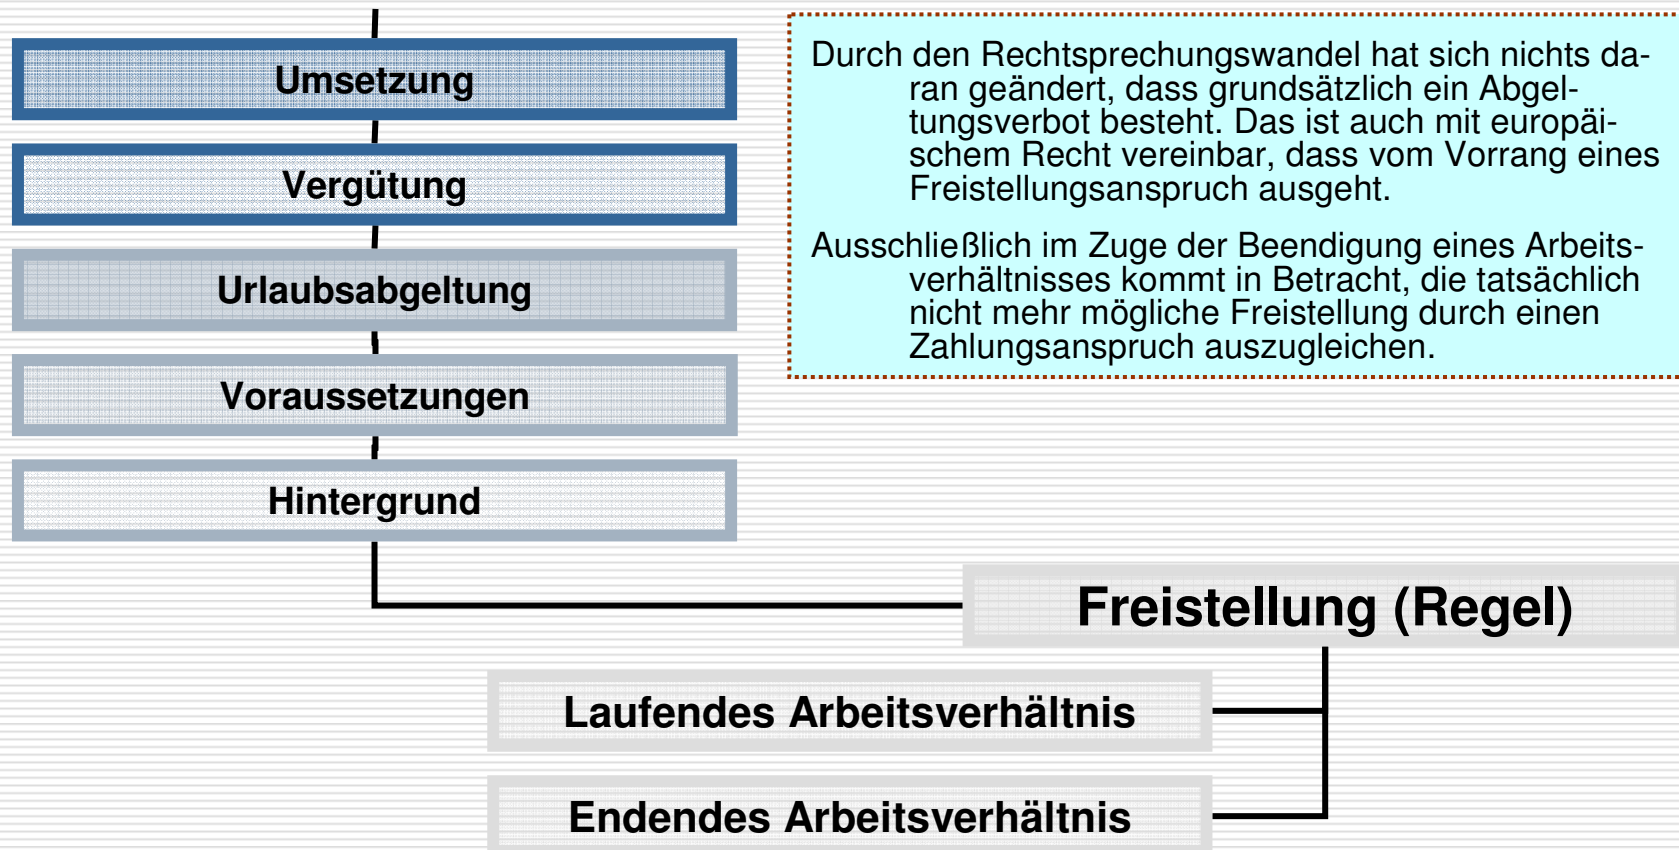 Umsetzung
Vergütung
Urlaubsabgeltung
Voraussetzungen
Hintergrund
Durch den Rechtsprechungswandel hat sich nichts da-
ran geändert, dass grundsätzlich ein Abgel-
tungsverbot besteht. Das ist auch mit europäi-
schem Recht vereinbar, dass vom Vorrang eines
Freistellungsanspruch ausgeht.
Ausschließlich im Zuge der Beendigung eines Arbeits-
verhältnisses kommt in Betracht, die tatsächlich
nicht mehr mögliche Freistellung durch einen
Zahlungsanspruch auszugleichen.
Freistellung (Regel)
Laufendes Arbeitsverhältnis
Endendes Arbeitsverhältnis